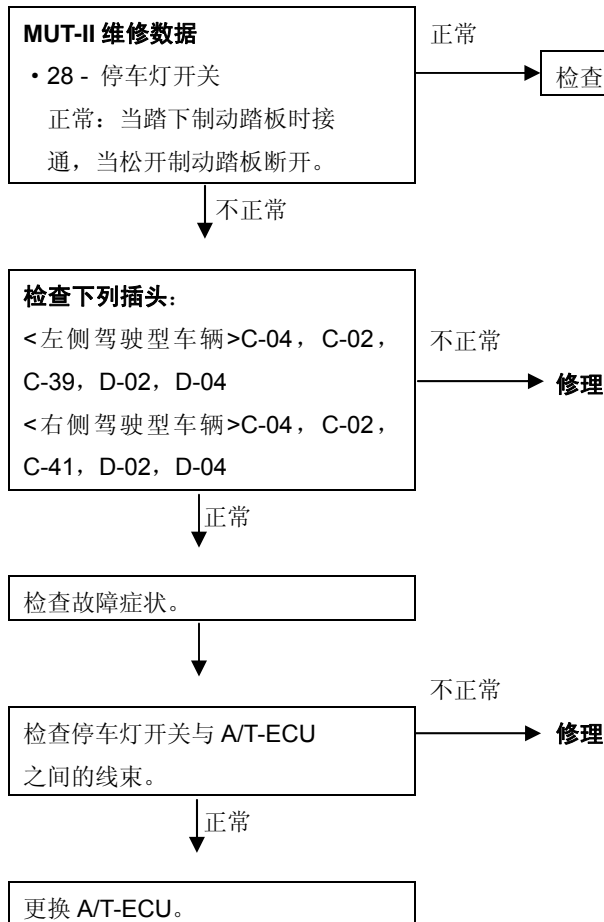 MUT-II 维修数据
・28 - 停车灯开关
正常：当踏下制动踏板时接
通，当松开制动踏板断开。
正常
检查
不正常
检查下列插头：
<左侧驾驶型车辆>C-04，C-02，
C-39，D-02，D-04
<右侧驾驶型车辆>C-04，C-02，
C-41，D-02，D-04
不正常
修理
正常
检查故障症状。
不正常
检查停车灯开关与 A/T-ECU
之间的线束。
修理
正常
更换 A/T-ECU。